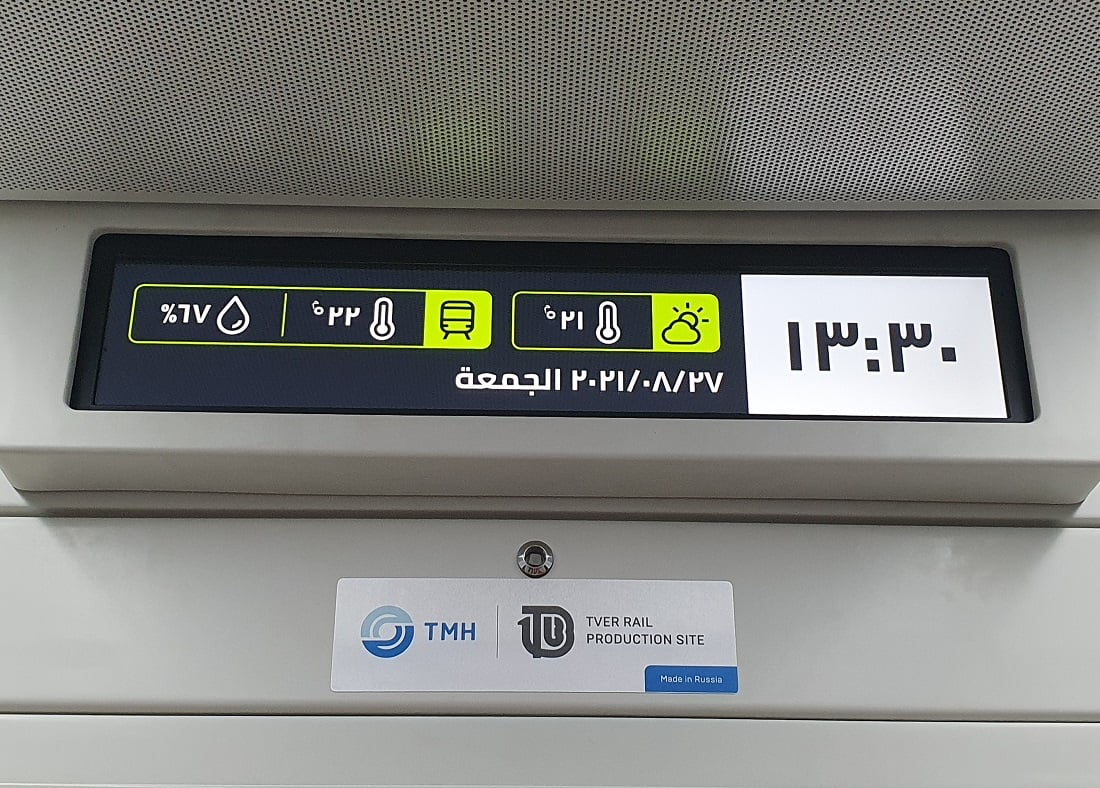 ١٣:٣٠
٢١°
٢٢°
%٦٧
٢٠٢١/٠٨/٢٧ الجمعة
TMH
TVER RAIL
PRODUCTION SITE
Made in Russia